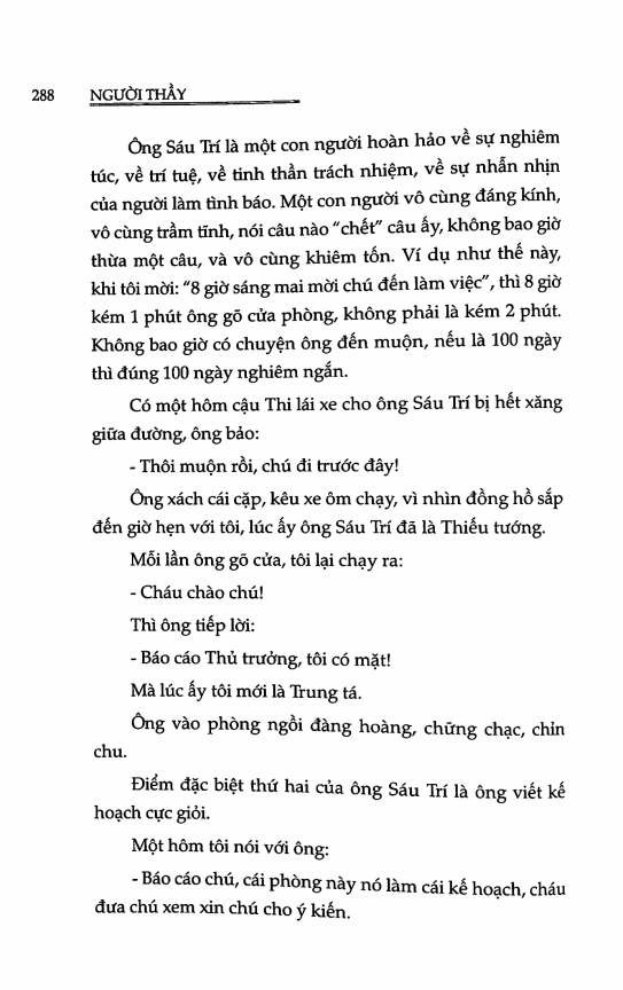 288 NGƯỜI THẦY
Ông Sáu Trí là một con người hoàn hảo về sự nghiêm
túc, về trí tuệ, về tinh thần trách nhiệm, về sự nhẫn nhịn
của người làm tình báo. Một con người vô cùng đáng kính,
vô cùng trầm tĩnh, nói câu nào "chết" câu ấy, không bao giờ
thừa một câu, và vô cùng khiêm tốn. Ví dụ như thế này,
khi tôi mời: "8 giờ sáng mai mời chú đến làm việc", thì 8 giờ
kém 1 phút ông gõ cửa phòng, không phải là kém 2 phút.
Không bao giờ có chuyện ông đến muộn, nếu là 100 ngày
thì đúng 100 ngày nghiêm ngắn.
Có một hôm cậu Thi lái xe cho ông Sáu Trí bị hết xăng
giữa đường, ông bảo:
- Thôi muộn rồi, chú đi trước đây!
Ông xách cái cặp, kêu xe ôm chạy, vì nhìn đồng hồ sắp
đến giờ hẹn với tôi, lúc ấy ông Sáu Trí đã là Thiếu tướng.
Mỗi lần ông gõ cửa, tôi lại chạy ra:
- Cháu chào chú!
Thì ông tiếp lời:
- Báo cáo Thủ trưởng, tôi có mặt!
Mà lúc ấy tôi mới là Trung tá.
Ông vào phòng ngồi đàng hoàng, chững chạc, chỉn
chu.
Điểm đặc biệt thứ hai của ông Sáu Trí là ông viết kế
hoạch cực giỏi.
Một hôm tôi nói với ông:
- Báo cáo chú, cái phòng này nó làm cái kế hoạch, cháu
đưa chú xem xin chú cho ý kiến.